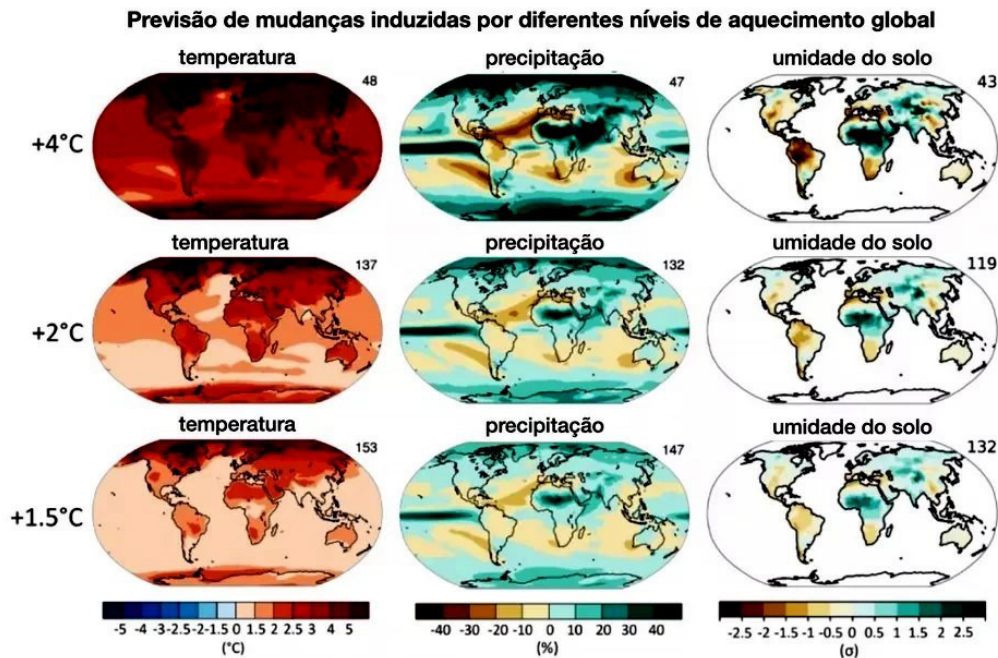 Previsão de mudanças induzidas por diferentes níveis de aquecimento global
temperatura precipitação umidade do solo
48 47 43
+4°C
temperatura precipitação umidade do solo
137 132 119
+2°C
temperatura precipitação umidade do solo
153 147 132
+1.5°C
-5 -4 -3 -2.5 -2 -1.5 0 1.5 2 2.5 3 4 5
(°C)
-40 -30 -20 -10 0 10 20 30 40
(%)
-2.5 -2 -1.5 -1 -0.5 0 0.5 1 1.5 2 2.5
(σ)